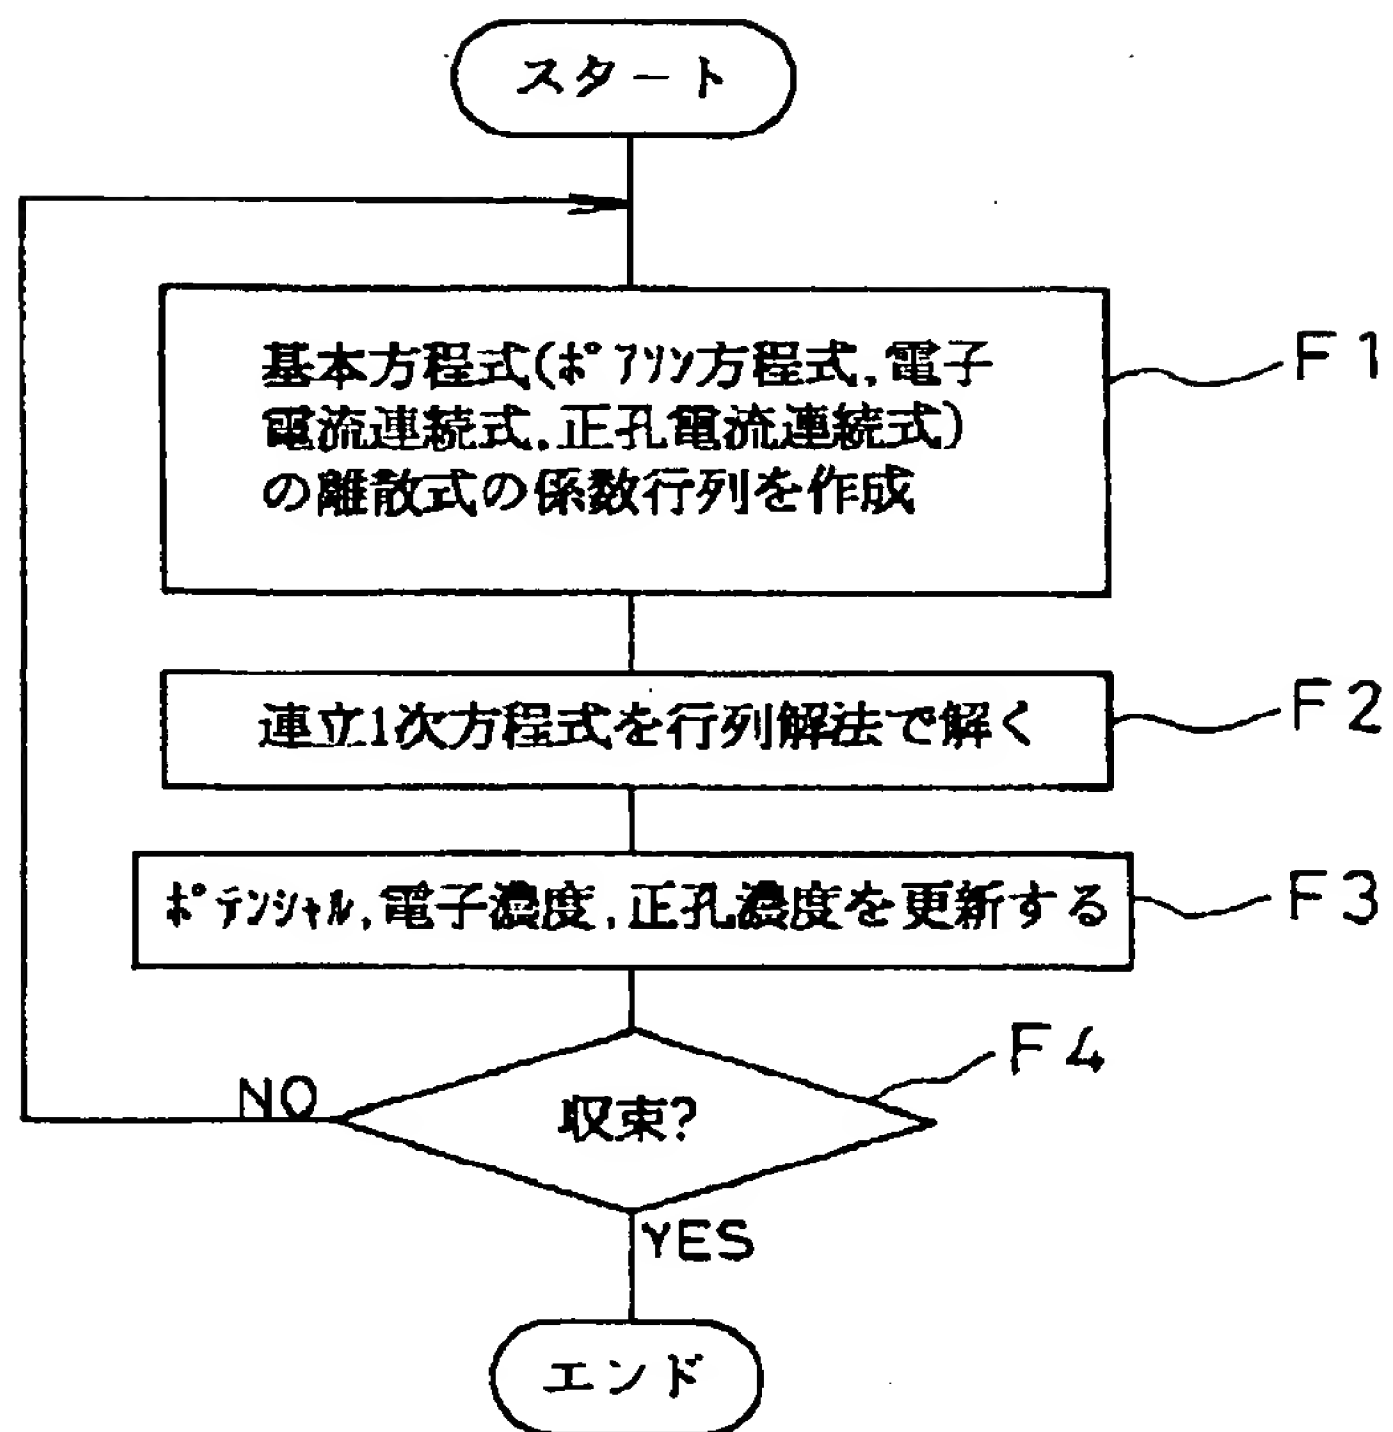 スタート
基本方程式(ﾎﾟｱｿﾝ方程式,電子
電流連続式,正孔電流連続式)
の離散式の係数行列を作成
F1
連立1次方程式を行列解法で解く
F2
ﾎﾟﾃﾝｼｬﾙ,電子濃度,正孔濃度を更新する
F3
F4
収束?
NO
YES
エンド